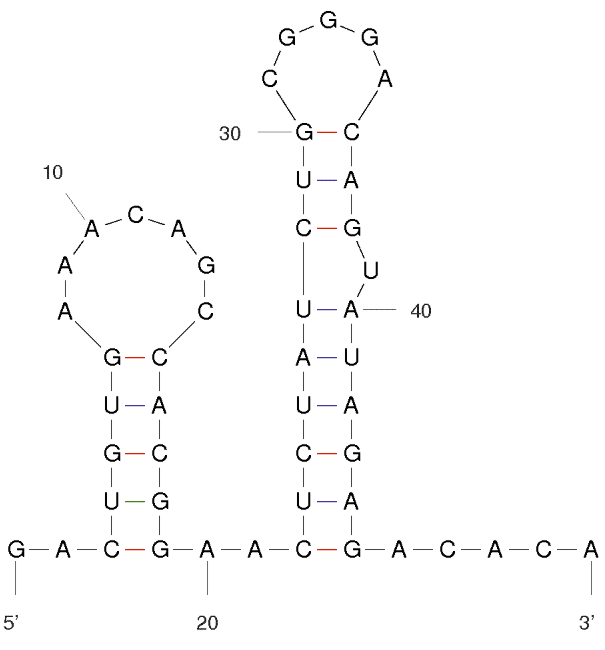 G
G G
C A
30 G C
U A
10 C G
C
A A U
A G U A 40
A C A U
G C U A
U A C G
G C U A
U G
G A C G A A C G A C A C A
5' 20 3'